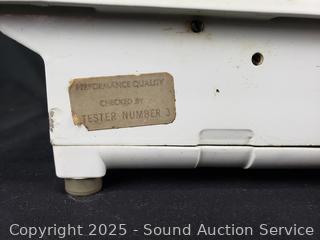 PERFORMANCE QUALITY
CHECKED BY
TESTER NUMBER 3
Copyright 2025 - Sound Auction Service